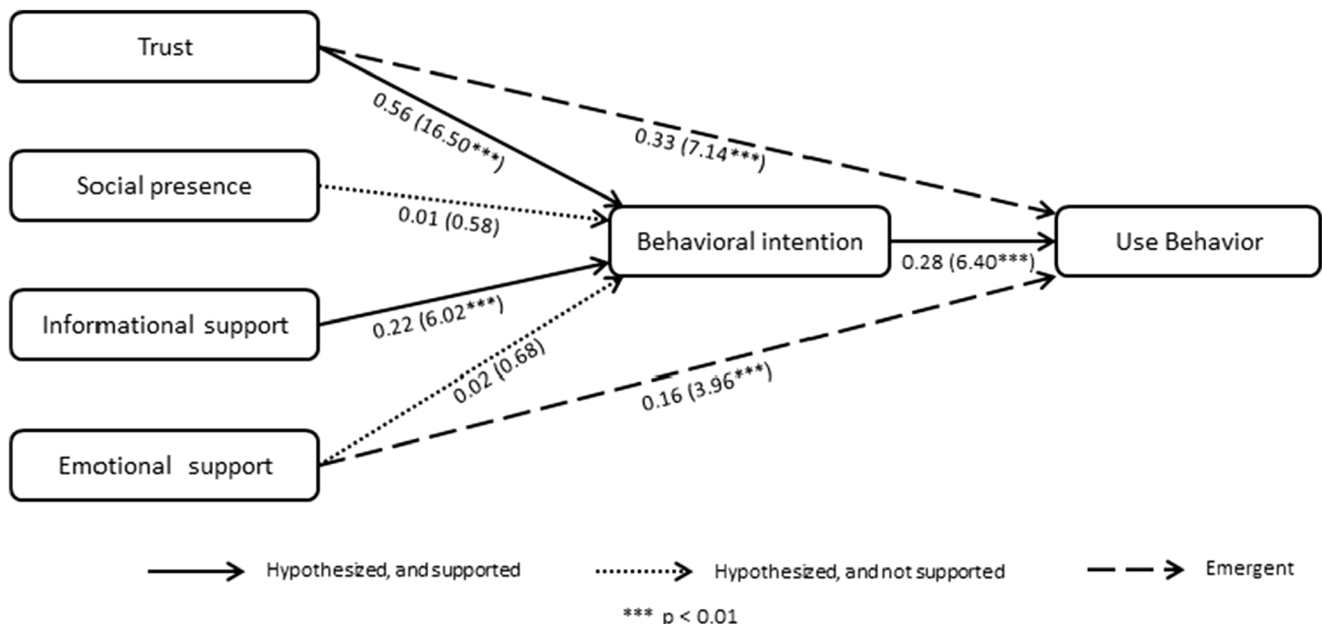 Trust
0.56 (16.50***)
0.33 (7.14***)
Social presence
0.01 (0.58)
Behavioral intention
Use Behavior
0.28 (6.40***)
Informational support
0.22 (6.02***)
0.02 (0.68)
0.16 (3.96***)
Emotional support
Hypothesized, and supported
Hypothesized, and not supported
Emergent
*** p < 0.01